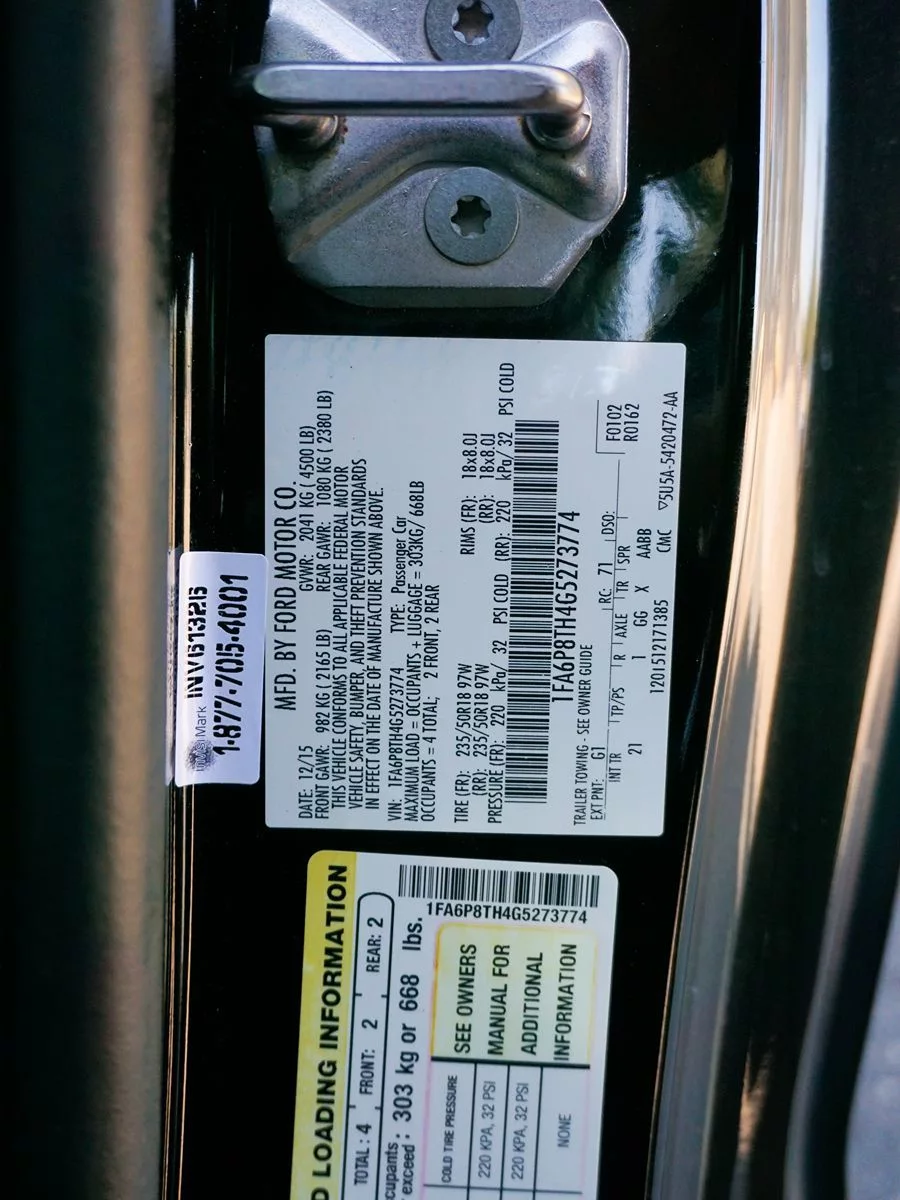 InvisiMark INV61326
1-877-705-4001
MFD. BY FORD MOTOR CO.
DATE: 12/15 GVWR: 2041 KG ( 4500 LB)
FRONT GAWR: 982 KG ( 2165 LB) REAR GAWR: 1080 KG ( 2380 LB)
THIS VEHICLE CONFORMS TO ALL APPLICABLE FEDERAL MOTOR
VEHICLE SAFETY, BUMPER, AND THEFT PREVENTION STANDARDS
IN EFFECT ON THE DATE OF MANUFACTURE SHOWN ABOVE.
VIN: 1FA6P8TH4G5273774 TYPE: Passenger Car
MAXIMUM LOAD = OCCUPANTS + LUGGAGE = 303KG/ 668LB
OCCUPANTS = 4 TOTAL; 2 FRONT, 2 REAR
TIRE (FR): 235/50R18 97W RIMS (FR): 18x8.0J
(RR): 235/50R18 97W (RR): 18x8.0J
PRESSURE (FR): 220 kPa/ 32 PSI COLD (RR): 220 kPa/ 32 PSI COLD
1FA6P8TH4G5273774
TRAILER TOWING - SEE OWNER GUIDE
EXT PNT: G1 RC: 71 DSO: F0102
R0162
INT TR TP/PS R AXLE TR SPR
21 1 GG X AABB
120151217 1385 CMC ▽5U5A-5420472-AA
LOADING INFORMATION
TOTAL : 4 FRONT: 2 REAR: 2
exceed : 303 kg or 668 lbs.
1FA6P8TH4G5273774
COLD TIRE PRESSURE
220 KPA, 32 PSI
220 KPA, 32 PSI
NONE
SEE OWNERS
MANUAL FOR
ADDITIONAL
INFORMATION